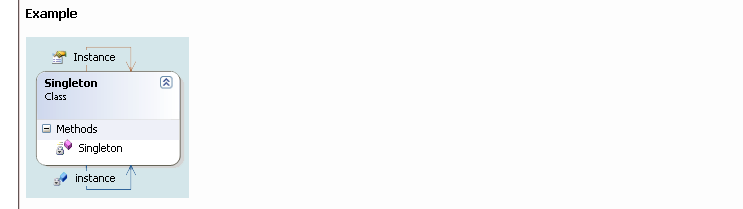 Example
Instance
Singleton
Class
Methods
Singleton
instance